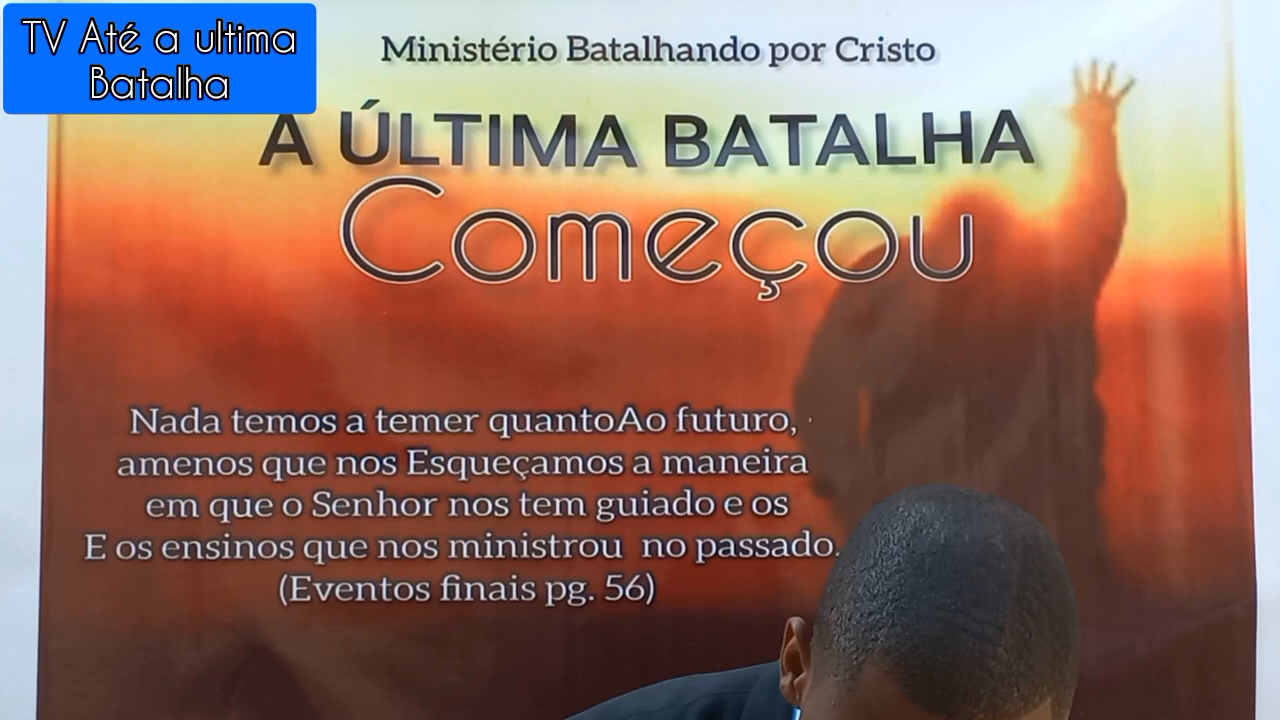 TV Até a ultima
Batalha
Ministério Batalhando por Cristo
A ÚLTIMA BATALHA
Começou
Nada temos a temer quantoAo futuro,
amenos que nos Esqueçamos a maneira
em que o Senhor nos tem guiado e os
E os ensinos que nos ministrou no passado.
(Eventos finais pg. 56)